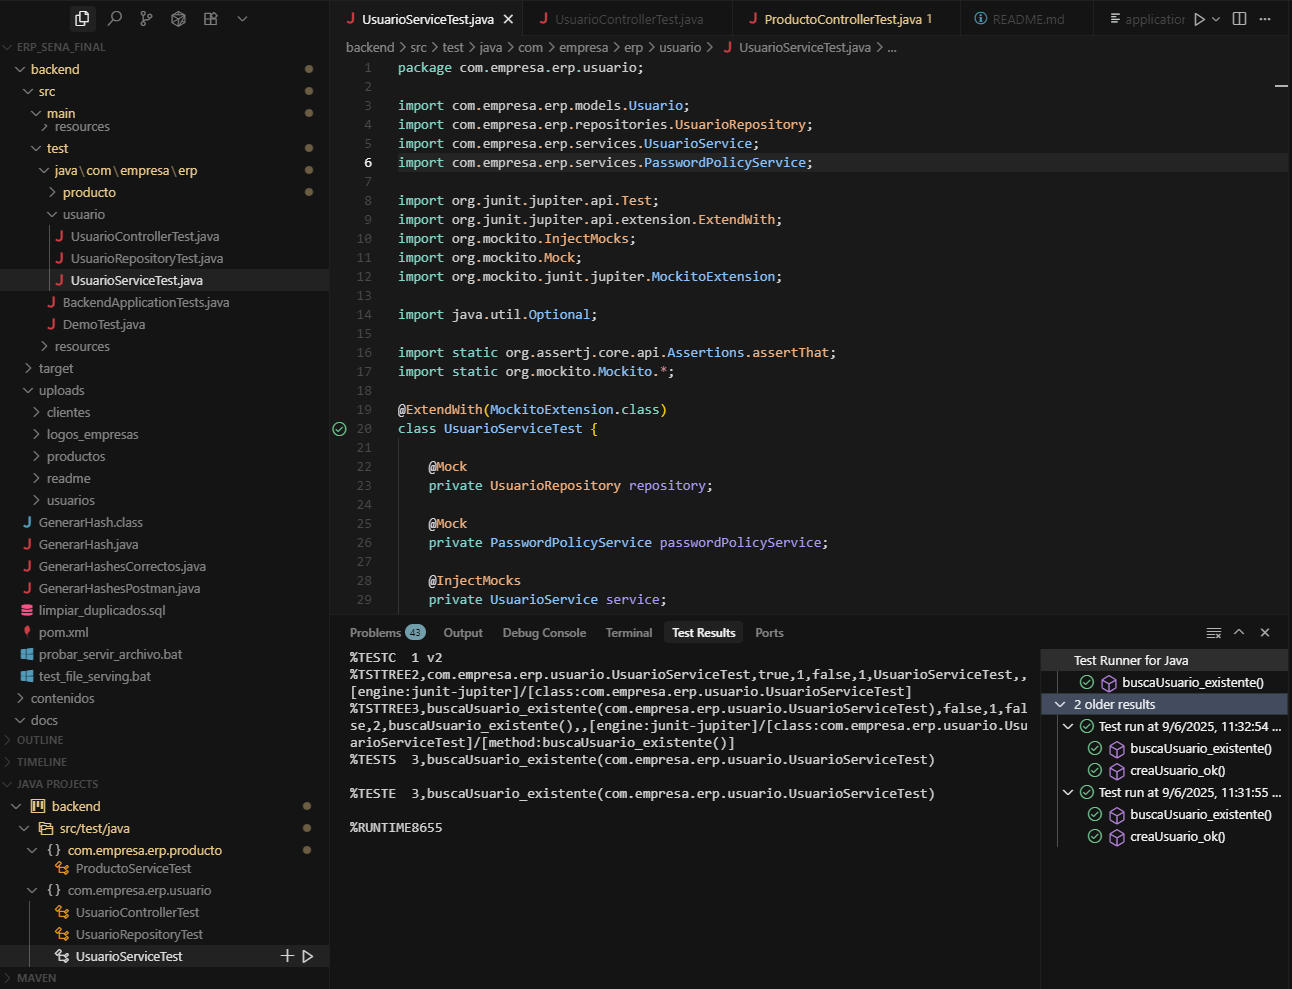 ERP_SENA_FINAL
backend
src
main
resources
test
java\com\empresa\erp
producto
usuario
UsuarioControllerTest.java
UsuarioRepositoryTest.java
UsuarioServiceTest.java
BackendApplicationTests.java
DemoTest.java
resources
target
uploads
clientes
logos_empresas
productos
readme
usuarios
GenerarHash.class
GenerarHash.java
GenerarHashesCorrectos.java
GenerarHashesPostman.java
limpiar_duplicados.sql
pom.xml
probar_servir_archivo.bat
test_file_serving.bat
contenidos
docs
OUTLINE
TIMELINE
JAVA PROJECTS
backend
src/test/java
{} com.empresa.erp.producto
ProductoServiceTest
{} com.empresa.erp.usuario
UsuarioControllerTest
UsuarioRepositoryTest
UsuarioServiceTest
MAVEN
UsuarioServiceTest.java UsuarioControllerTest.java ProductoControllerTest.java 1 README.md application
backend > src > test > java > com > empresa > erp > usuario > UsuarioServiceTest.java > ...
1 package com.empresa.erp.usuario;
2
3 import com.empresa.erp.models.Usuario;
4 import com.empresa.erp.repositories.UsuarioRepository;
5 import com.empresa.erp.services.UsuarioService;
6 import com.empresa.erp.services.PasswordPolicyService;
7
8 import org.junit.jupiter.api.Test;
9 import org.junit.jupiter.api.extension.ExtendWith;
10 import org.mockito.InjectMocks;
11 import org.mockito.Mock;
12 import org.mockito.junit.jupiter.MockitoExtension;
13
14 import java.util.Optional;
15
16 import static org.assertj.core.api.Assertions.assertThat;
17 import static org.mockito.Mockito.*;
18
19 @ExtendWith(MockitoExtension.class)
20 class UsuarioServiceTest {
21
22 @Mock
23 private UsuarioRepository repository;
24
25 @Mock
26 private PasswordPolicyService passwordPolicyService;
27
28 @InjectMocks
29 private UsuarioService service;
Problems 43 Output Debug Console Terminal Test Results Ports
%TESTC 1 v2
%TSTTREE2,com.empresa.erp.usuario.UsuarioServiceTest,true,1,false,1,UsuarioServiceTest,,
[engine:junit-jupiter]/[class:com.empresa.erp.usuario.UsuarioServiceTest]
%TSTTREE3,buscaUsuario_existente(com.empresa.erp.usuario.UsuarioServiceTest),false,1,fal
se,2,buscaUsuario_existente(),,[engine:junit-jupiter]/[class:com.empresa.erp.usuario.Usu
arioServiceTest]/[method:buscaUsuario_existente()]
%TESTS 3,buscaUsuario_existente(com.empresa.erp.usuario.UsuarioServiceTest)
%TESTE 3,buscaUsuario_existente(com.empresa.erp.usuario.UsuarioServiceTest)
%RUNTIME8655
Test Runner for Java
buscaUsuario_existente()
2 older results
Test run at 9/6/2025, 11:32:54 ...
buscaUsuario_existente()
creaUsuario_ok()
Test run at 9/6/2025, 11:31:55 ...
buscaUsuario_existente()
creaUsuario_ok()